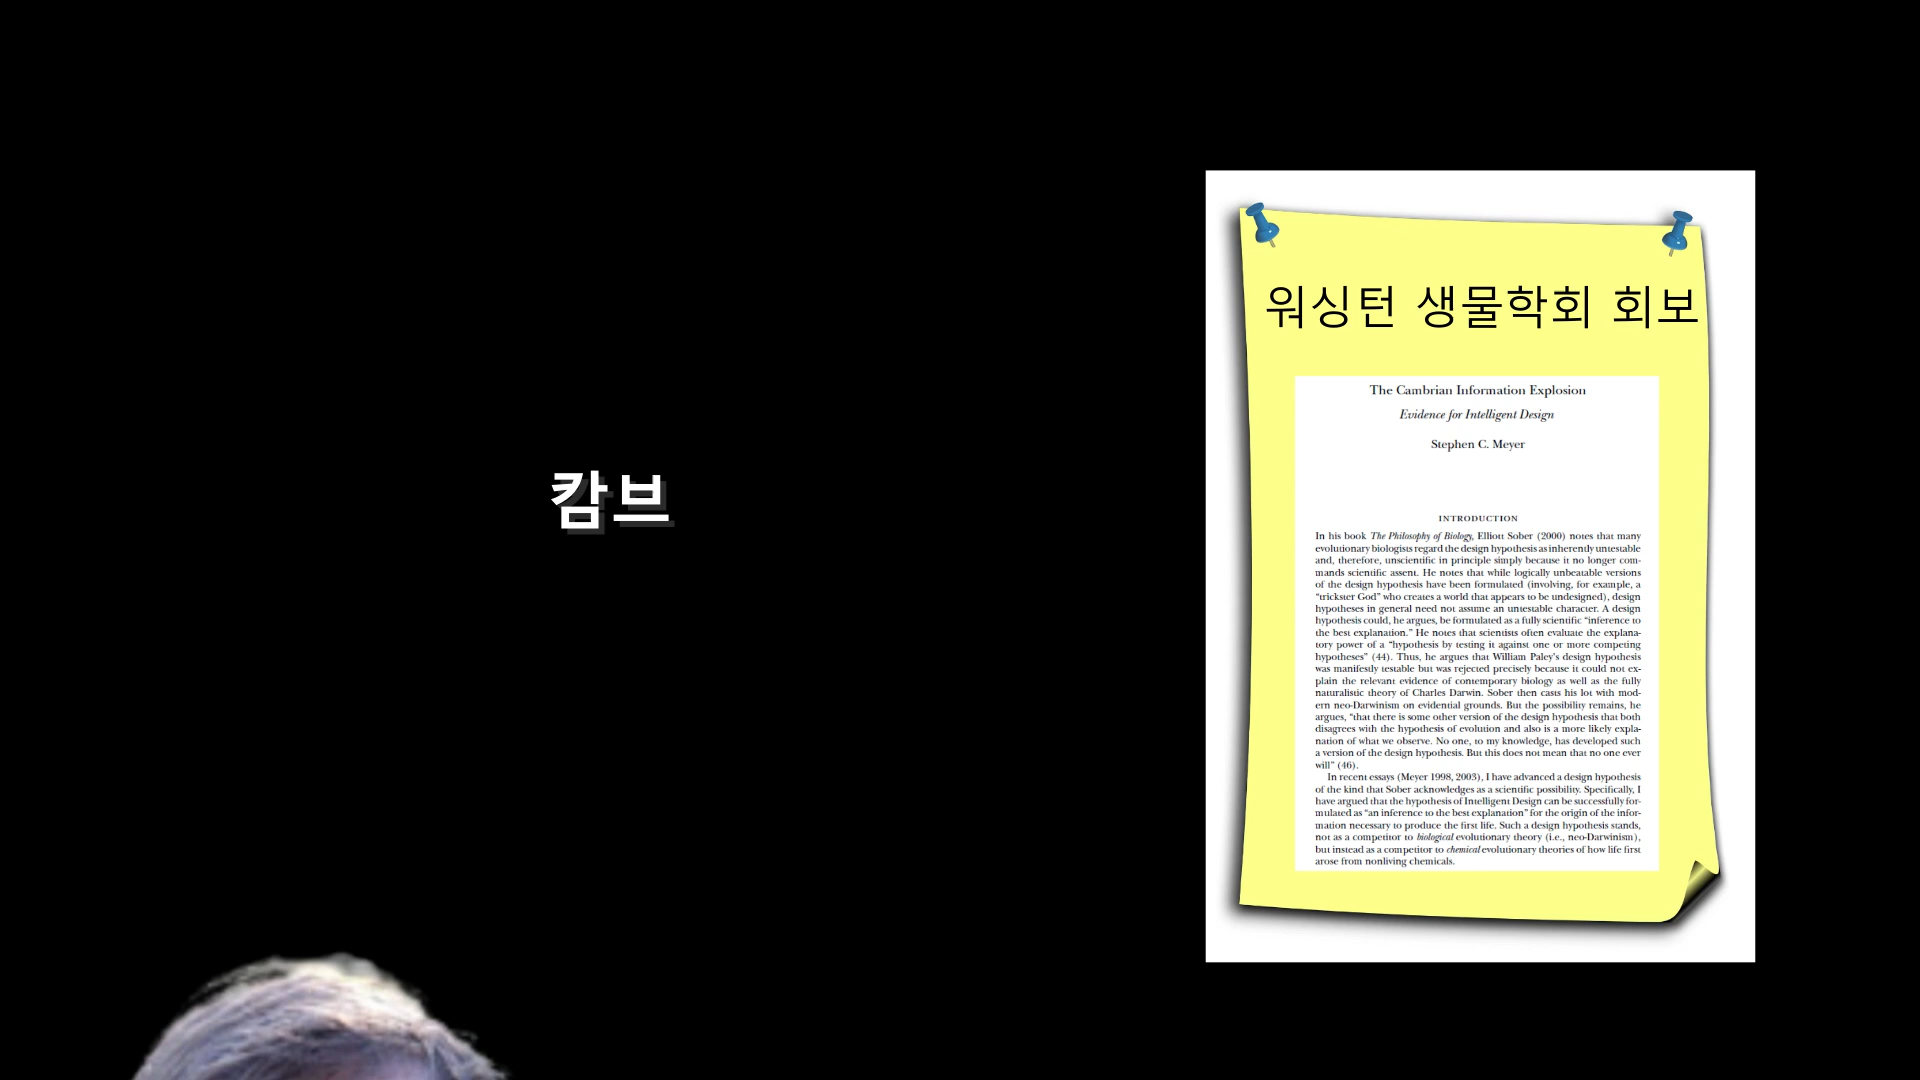 캄브
워싱턴 생물학회 회보
The Cambrian Information Explosion
Evidence for Intelligent Design
Stephen C. Meyer
INTRODUCTION
In his book The Philosophy of Biology, Elliott Sober (2000) notes that many
evolutionary biologists regard the design hypothesis as inherently untestable
and, therefore, unscientific in principle simply because it no longer com-
mands scientific assent. He notes that while logically unbeatable versions
of the design hypothesis have been formulated (involving, for example, a
“trickster God” who creates a world that appears to be undesigned), design
hypotheses in general need not assume an untestable character. A design
hypothesis could, he argues, be formulated as a fully scientific “inference to
the best explanation.” He notes that scientists often evaluate the explana-
tory power of a “hypothesis by testing it against one or more competing
hypotheses” (44). Thus, he argues that William Paley’s design hypothesis
was manifestly testable but was rejected precisely because it could not ex-
plain the relevant evidence of contemporary biology as well as the fully
naturalistic theory of Charles Darwin. Sober then casts his lot with mod-
ern neo-Darwinism on evidential grounds. But the possibility remains, he
argues, “that there is some other version of the design hypothesis that both
disagrees with the hypothesis of evolution and also is a more likely expla-
nation of what we observe. No one, to my knowledge, has developed such
a version of the design hypothesis. But this does not mean that no one ever
will” (46).
In recent essays (Meyer 1998, 2003), I have advanced a design hypothesis
of the kind that Sober acknowledges as a scientific possibility. Specifically, I
have argued that the hypothesis of Intelligent Design can be successfully for-
mulated as “an inference to the best explanation” for the origin of the infor-
mation necessary to produce the first life. Such a design hypothesis stands,
not as a competitor to biological evolutionary theory (i.e., neo-Darwinism),
but instead as a competitor to chemical evolutionary theories of how life first
arose from nonliving chemicals.